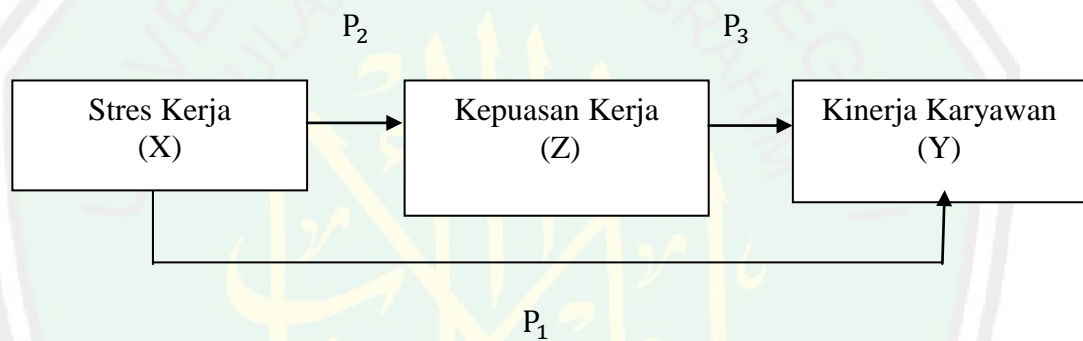 P₂
P₃
Stres Kerja
(X)
Kepuasan Kerja
(Z)
Kinerja Karyawan
(Y)
P₁